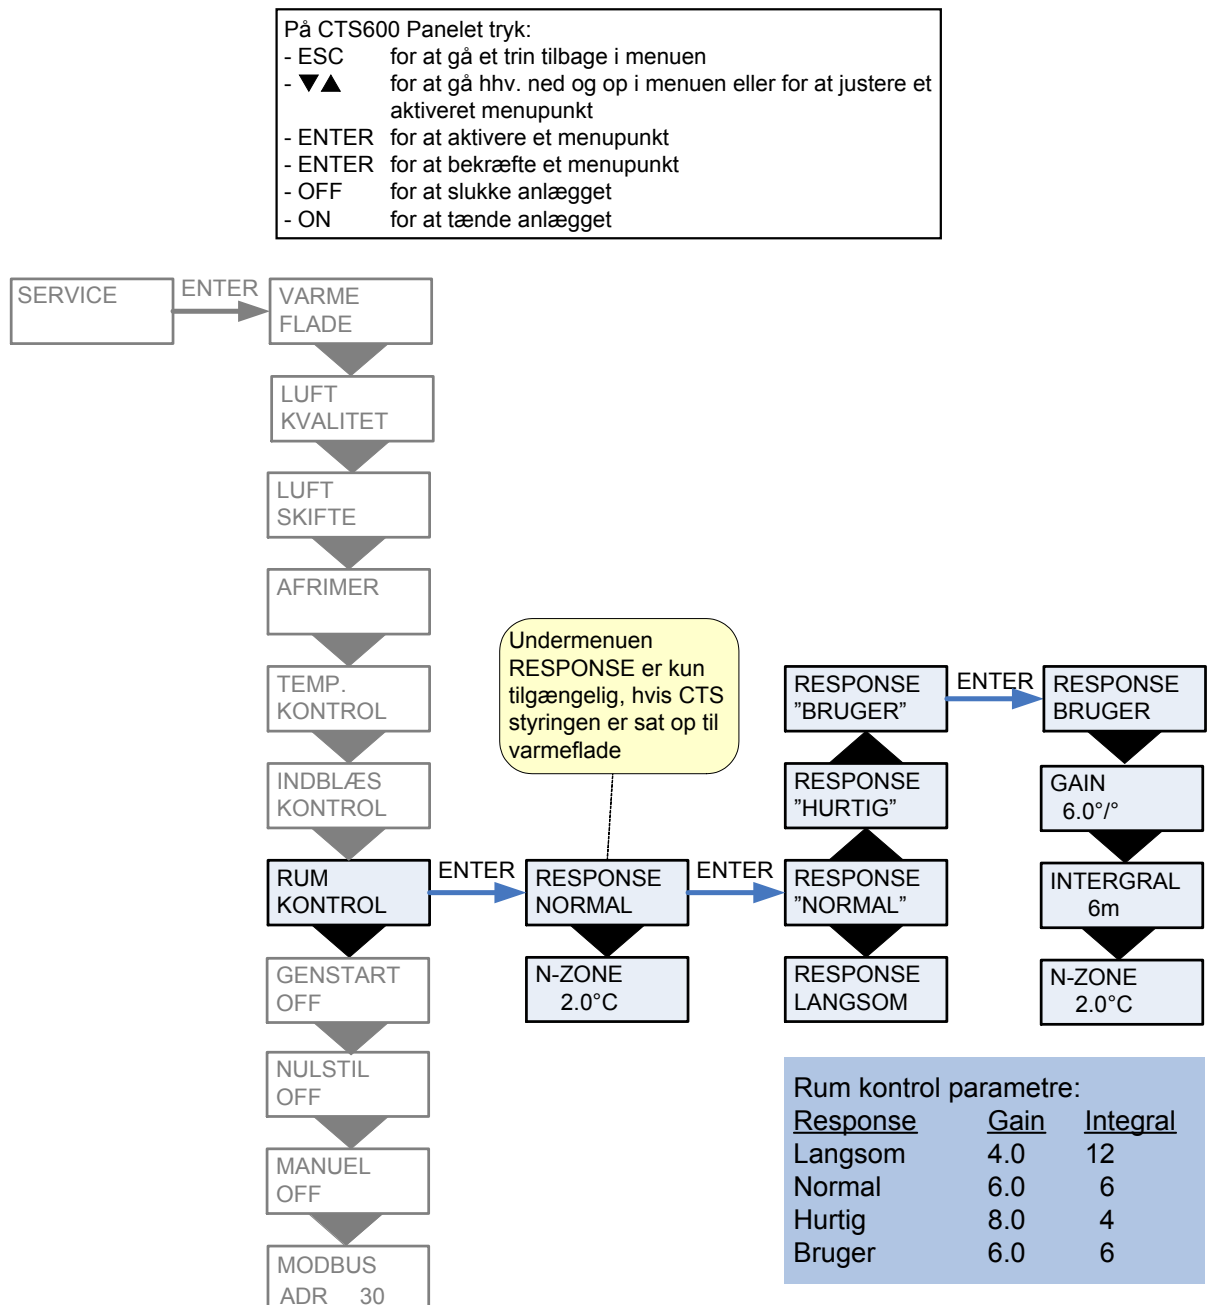 På CTS600 Panelet tryk:
- ESC for at gå et trin tilbage i menuen
- ▼▲ for at gå hhv. ned og op i menuen eller for at justere et
aktiveret menupunkt
- ENTER for at aktivere et menupunkt
- ENTER for at bekræfte et menupunkt
- OFF for at slukke anlægget
- ON for at tænde anlægget
SERVICE
ENTER
VARME
FLADE
LUFT
KVALITET
LUFT
SKIFTE
AFRIMER
TEMP.
KONTROL
INDBLÆS
KONTROL
RUM
KONTROL
ENTER
RESPONSE
NORMAL
N-ZONE
2.0°C
Undermenuen
RESPONSE er kun
tilgængelig, hvis CTS
styringen er sat op til
varmeflade
ENTER
RESPONSE
"BRUGER"
RESPONSE
"HURTIG"
RESPONSE
"NORMAL"
RESPONSE
LANGSOM
ENTER
RESPONSE
BRUGER
GAIN
6.0°/°
INTERGRAL
6m
N-ZONE
2.0°C
GENSTART
OFF
NULSTIL
OFF
MANUEL
OFF
MODBUS
ADR 30
Rum kontrol parametre:
Response Gain Integral
Langsom 4.0 12
Normal 6.0 6
Hurtig 8.0 4
Bruger 6.0 6